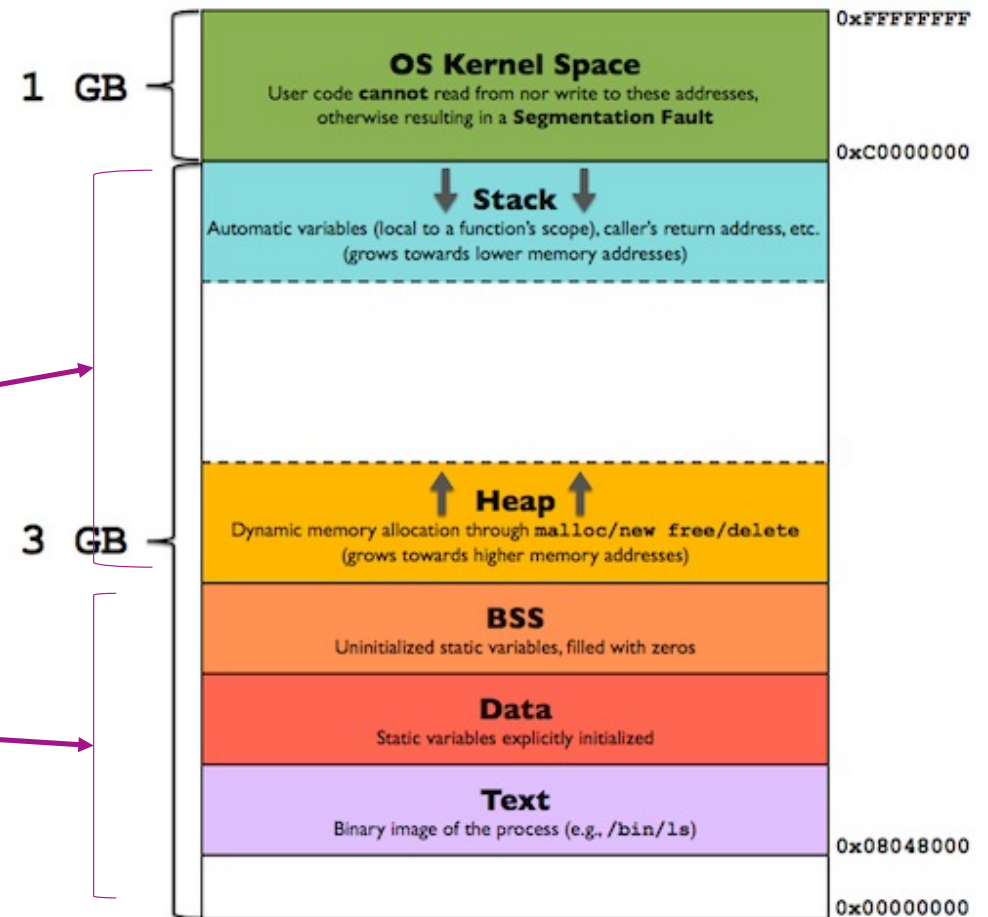 0xFFFFFFFF
1 GB
OS Kernel Space
User code cannot read from nor write to these addresses,
otherwise resulting in a Segmentation Fault
0xC0000000
Stack
Automatic variables (local to a function's scope), caller's return address, etc.
(grows towards lower memory addresses)
3 GB
Heap
Dynamic memory allocation through malloc/new free/delete
(grows towards higher memory addresses)
BSS
Uninitialized static variables, filled with zeros
Data
Static variables explicitly initialized
Text
Binary image of the process (e.g., /bin/ls)
0x08048000
0x00000000